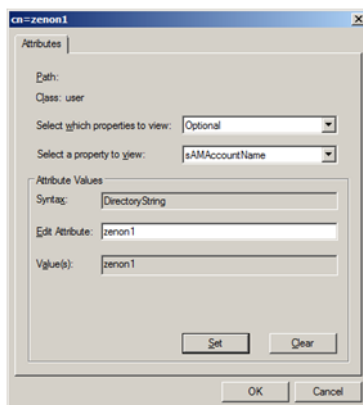 cn=zenon1
Attributes
Path:
Class: user
Select which properties to view: Optional
Select a property to view: sAMAccountName
Attribute Values
Syntax: DirectoryString
Edit Attribute: zenon1
Value(s): zenon1
Set Clear
OK Cancel